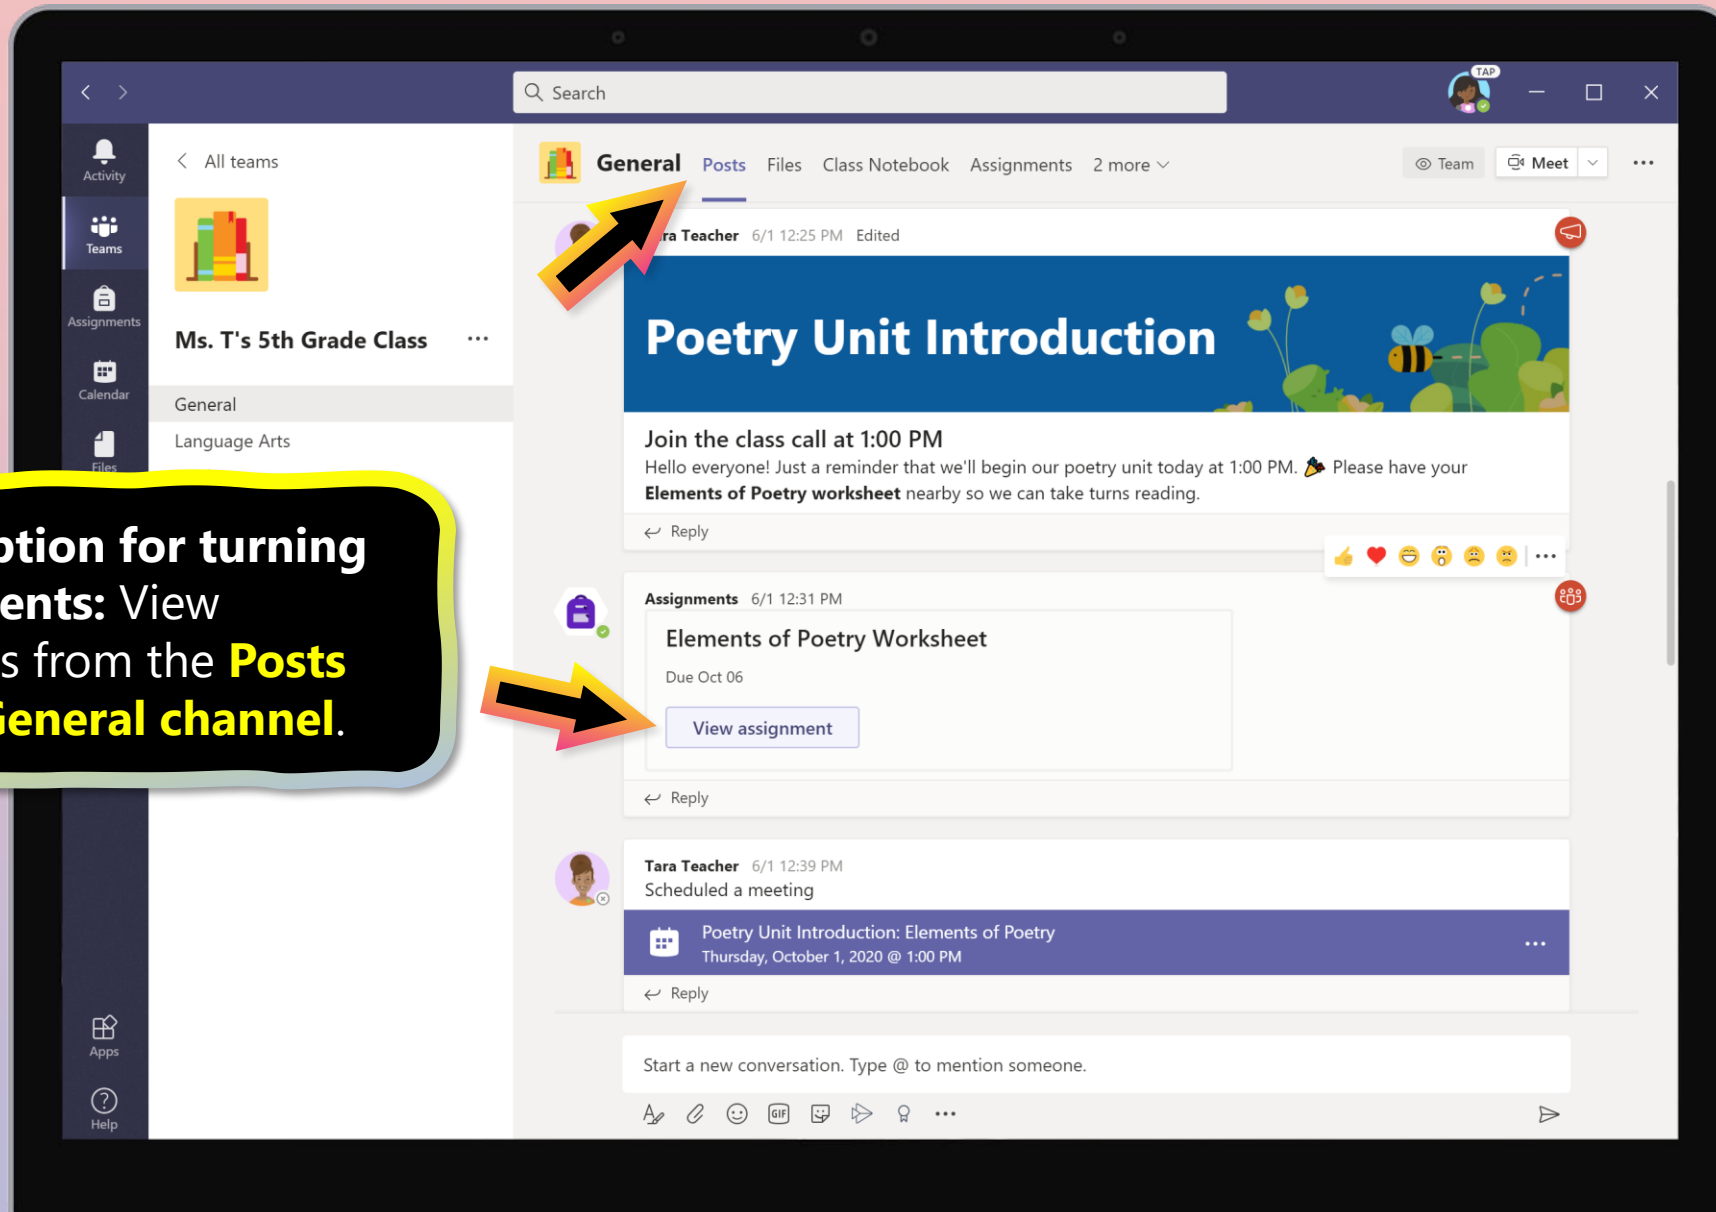 Search
TAP
Activity
Teams
Assignments
Calendar
Files
Apps
Help
All teams
Ms. T's 5th Grade Class
General
Language Arts
General Posts Files Class Notebook Assignments 2 more
Team Meet
Teacher 6/1 12:25 PM Edited
Poetry Unit Introduction
Join the class call at 1:00 PM
Hello everyone! Just a reminder that we'll begin our poetry unit today at 1:00 PM. 🎉 Please have your
Elements of Poetry worksheet nearby so we can take turns reading.
Reply
Assignments 6/1 12:31 PM
Elements of Poetry Worksheet
Due Oct 06
View assignment
Reply
Tara Teacher 6/1 12:39 PM
Scheduled a meeting
Poetry Unit Introduction: Elements of Poetry
Thursday, October 1, 2020 @ 1:00 PM
Reply
Start a new conversation. Type @ to mention someone.
GIF
for turning
View
from the Posts
General channel.